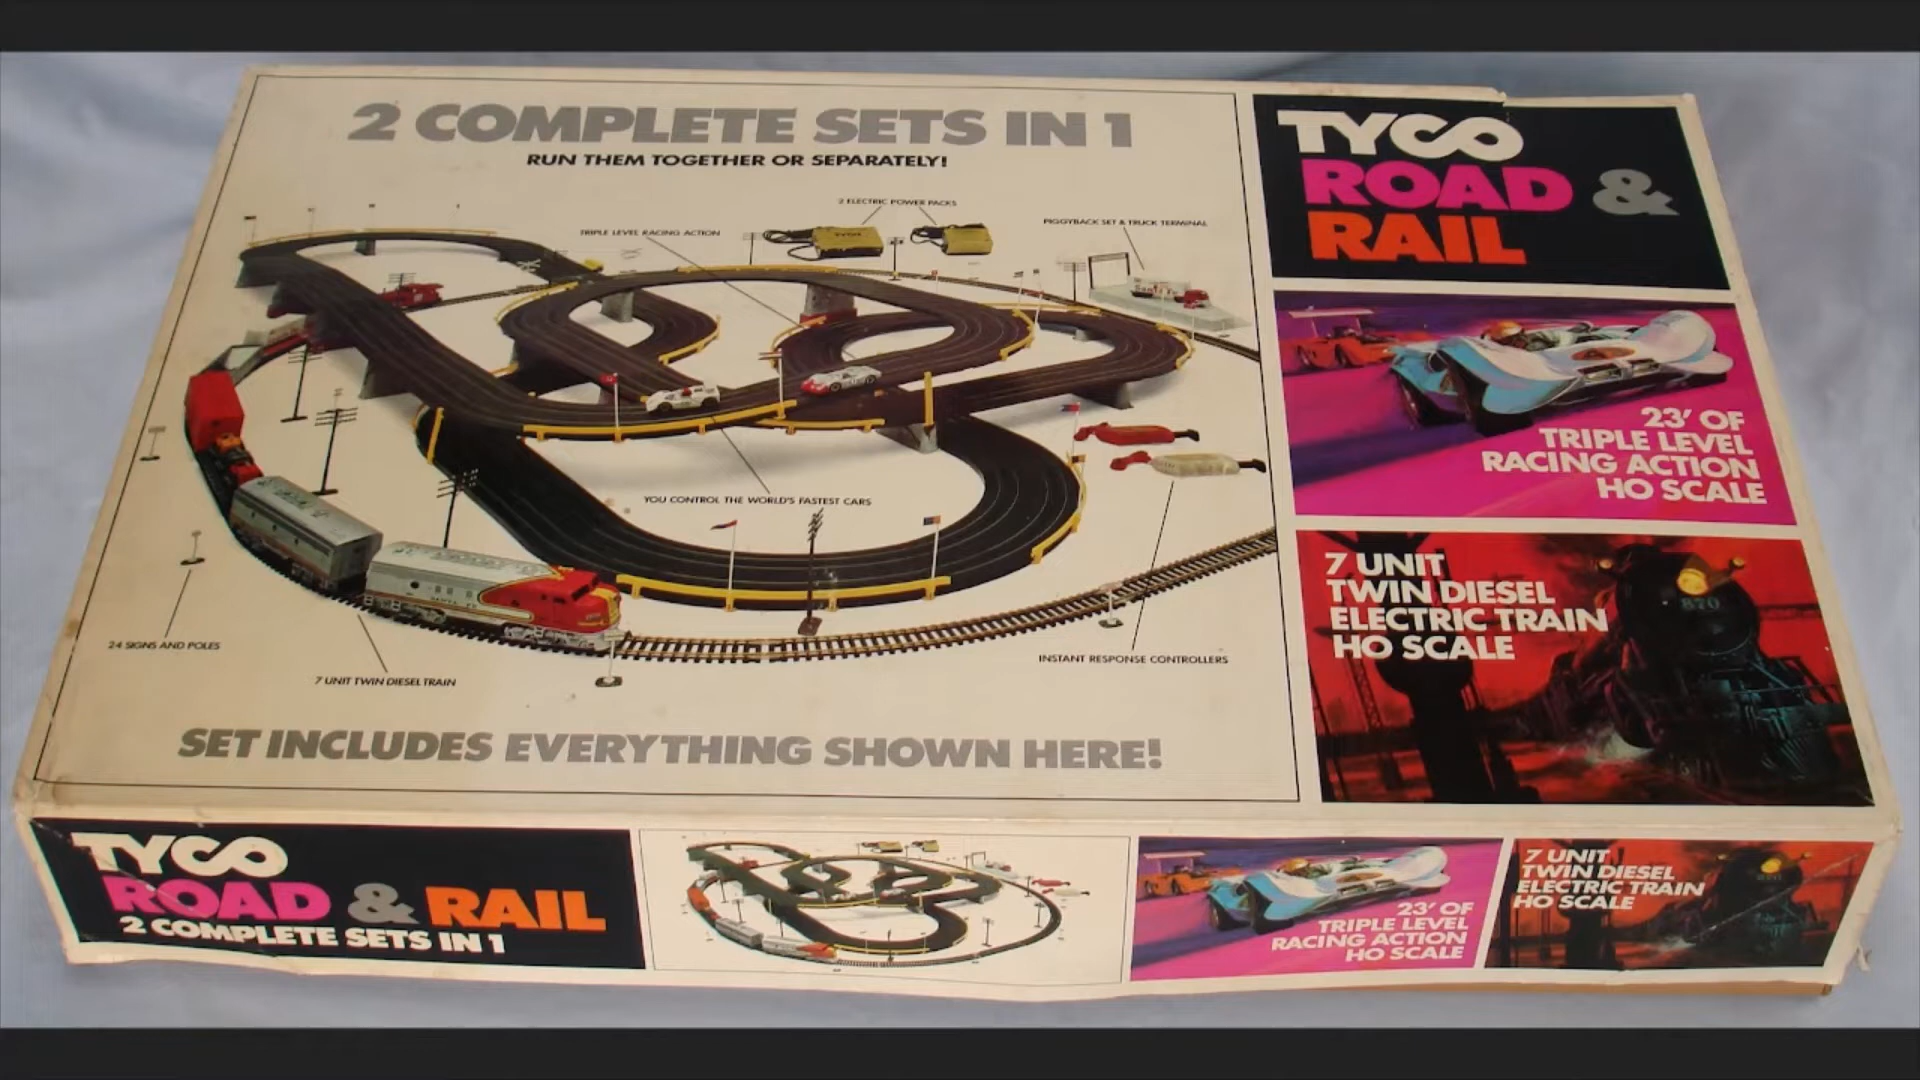 2 COMPLETE SETS IN 1
RUN THEM TOGETHER OR SEPARATELY!
2 ELECTRIC POWER PACKS
TRIPLE LEVEL RACING ACTION
PIGGYBACK SET & TRUCK TERMINAL
YOU CONTROL THE WORLD'S FASTEST CARS
24 SIGNS AND POLES
7 UNIT TWIN DIESEL TRAIN
INSTANT RESPONSE CONTROLLERS
SET INCLUDES EVERYTHING SHOWN HERE!
TYCO
ROAD &
RAIL
23' OF
TRIPLE LEVEL
RACING ACTION
HO SCALE
7 UNIT
TWIN DIESEL
ELECTRIC TRAIN
HO SCALE
870
TYCO
ROAD & RAIL
2 COMPLETE SETS IN 1
23' OF
TRIPLE LEVEL
RACING ACTION
HO SCALE
7 UNIT
TWIN DIESEL
ELECTRIC TRAIN
HO SCALE